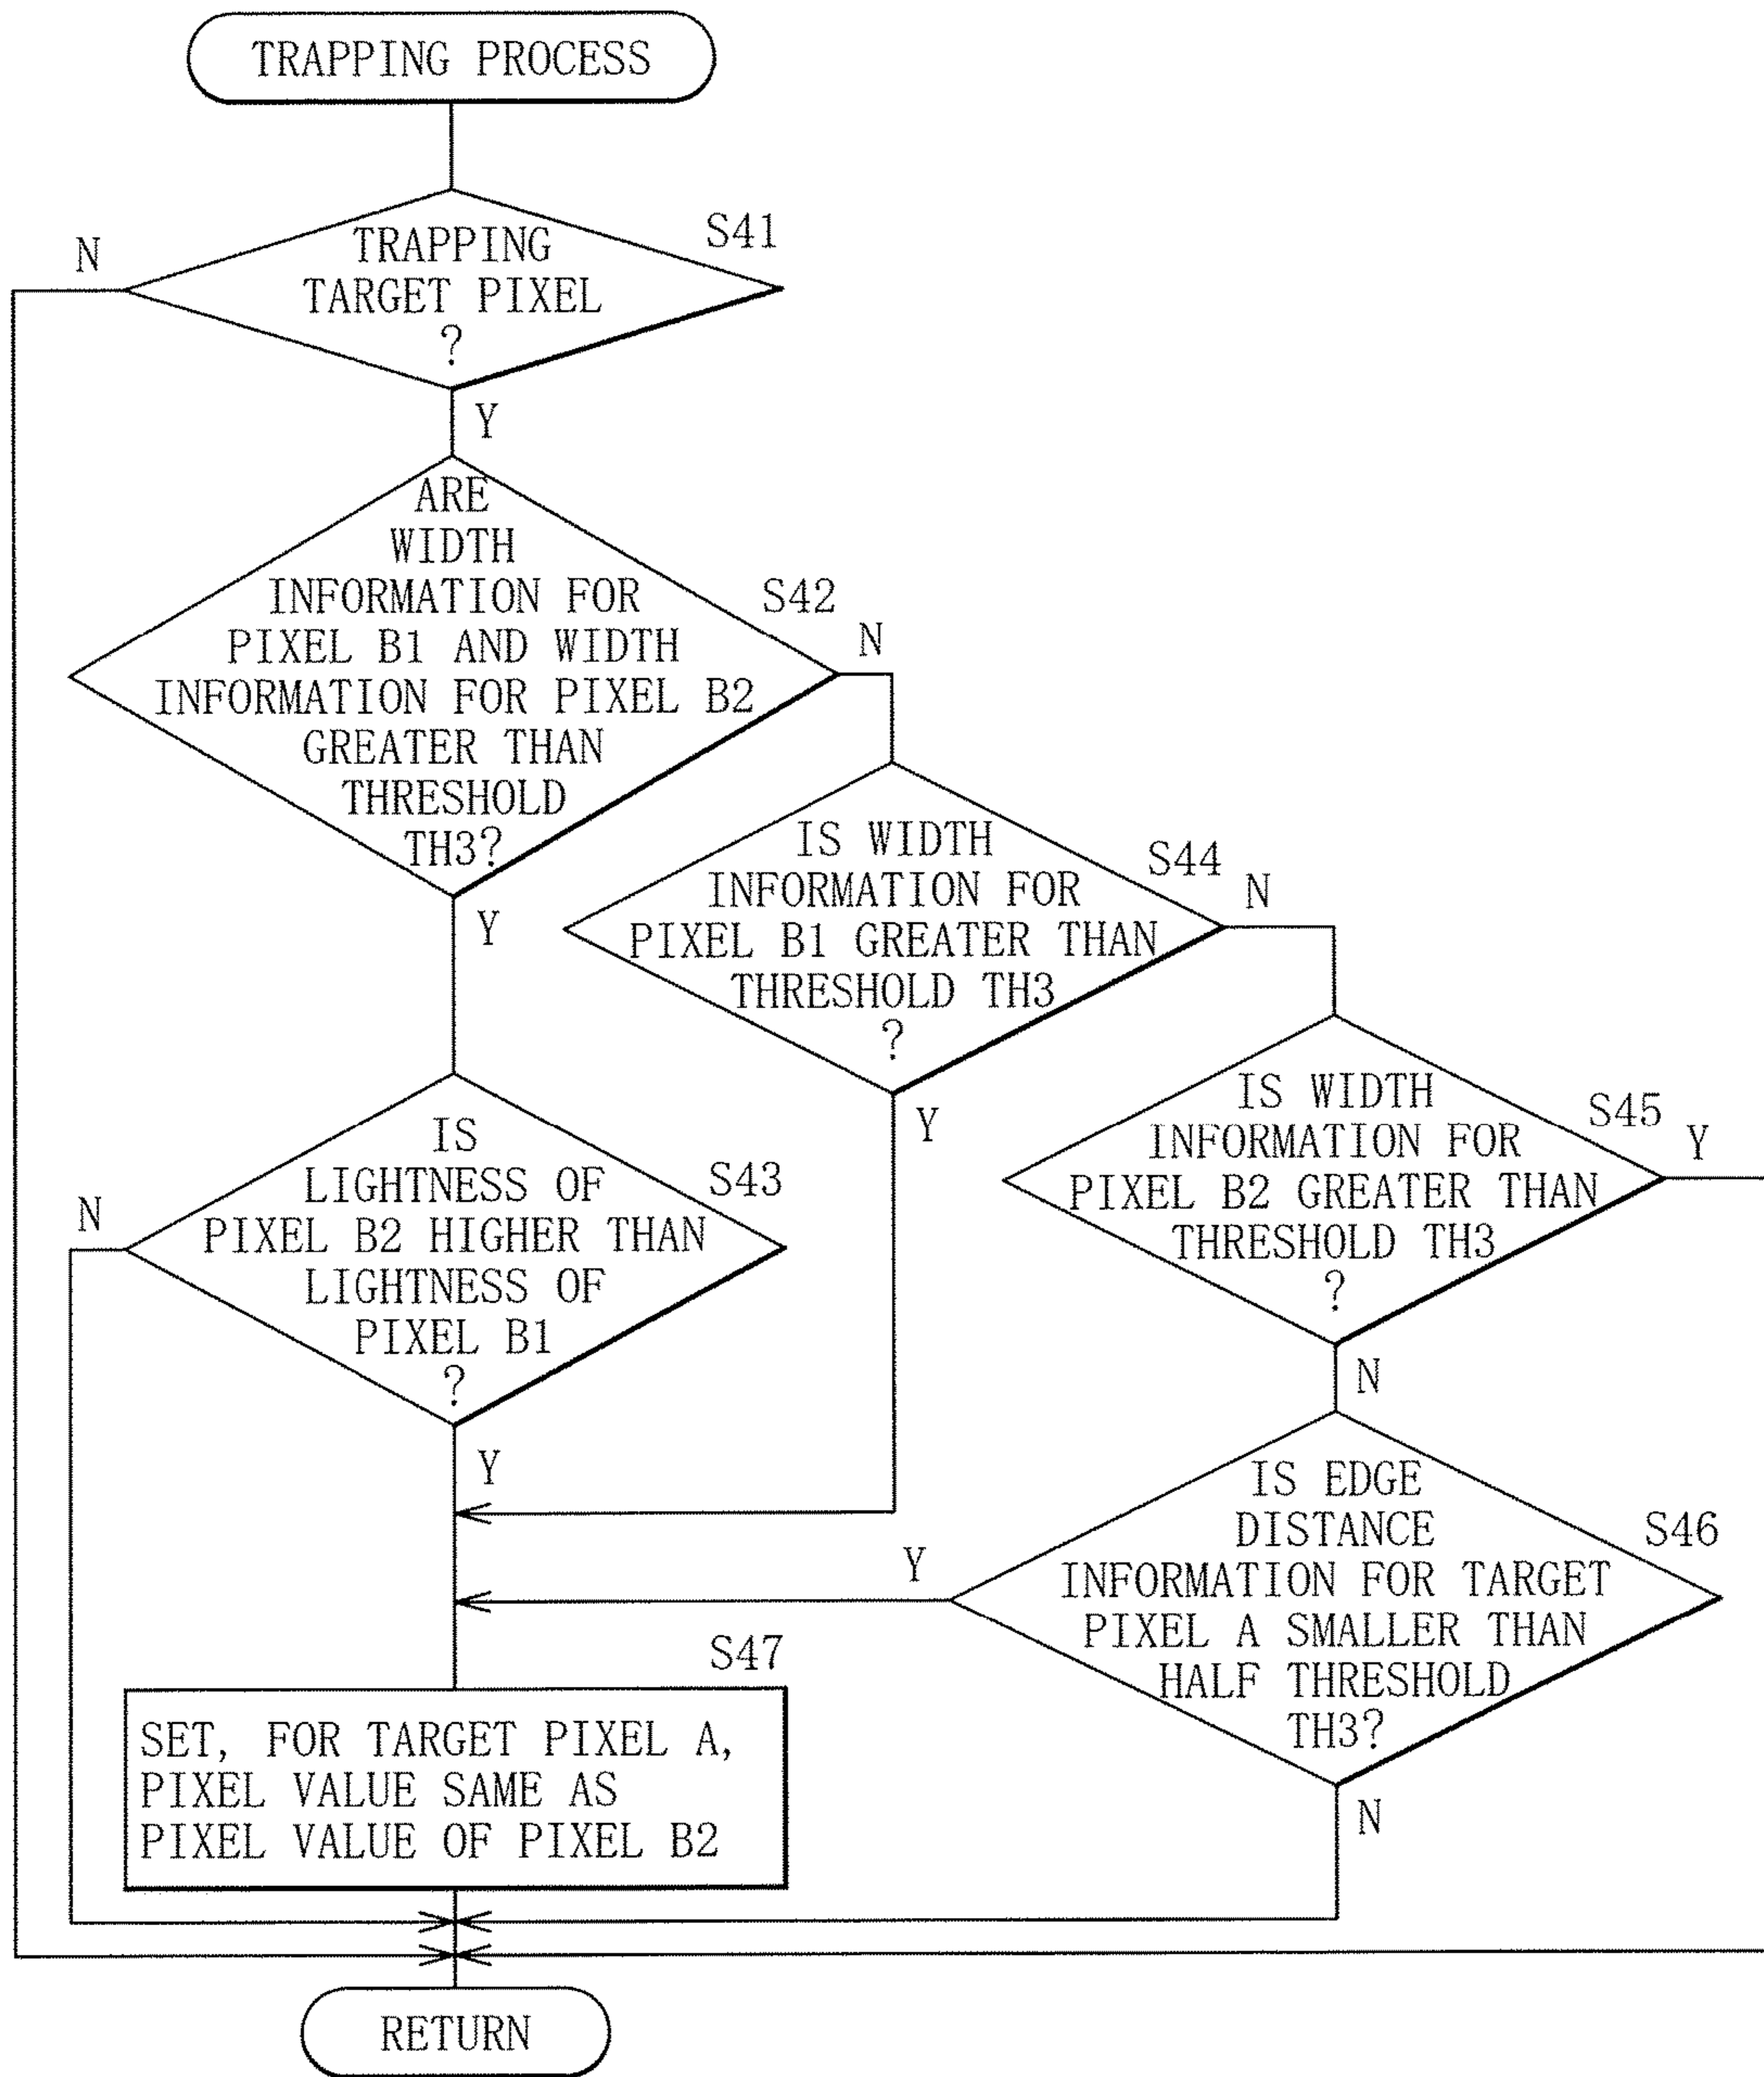 TRAPPING PROCESS
S41
N
TRAPPING
TARGET PIXEL
?
Y
ARE
WIDTH
INFORMATION FOR
PIXEL B1 AND WIDTH
INFORMATION FOR PIXEL B2
GREATER THAN
THRESHOLD
TH3?
S42
N
Y
IS WIDTH
INFORMATION FOR
PIXEL B1 GREATER THAN
THRESHOLD TH3
?
S44
N
Y
IS WIDTH
INFORMATION FOR
PIXEL B2 GREATER THAN
THRESHOLD TH3
?
S45
Y
N
IS
LIGHTNESS OF
PIXEL B2 HIGHER THAN
LIGHTNESS OF
PIXEL B1
?
S43
N
Y
IS EDGE
DISTANCE
INFORMATION FOR TARGET
PIXEL A SMALLER THAN
HALF THRESHOLD
TH3?
S46
Y
N
S47
SET, FOR TARGET PIXEL A,
PIXEL VALUE SAME AS
PIXEL VALUE OF PIXEL B2
RETURN